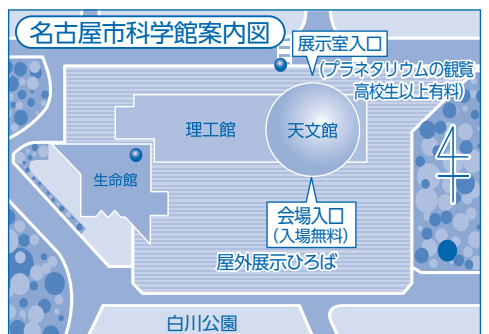 名古屋市科学館案内図
展示室入口
(プラネタリウムの観覧
高校生以上有料)
理工館
天文館
生命館
会場入口
(入場無料)
屋外展示ひろば
白川公園